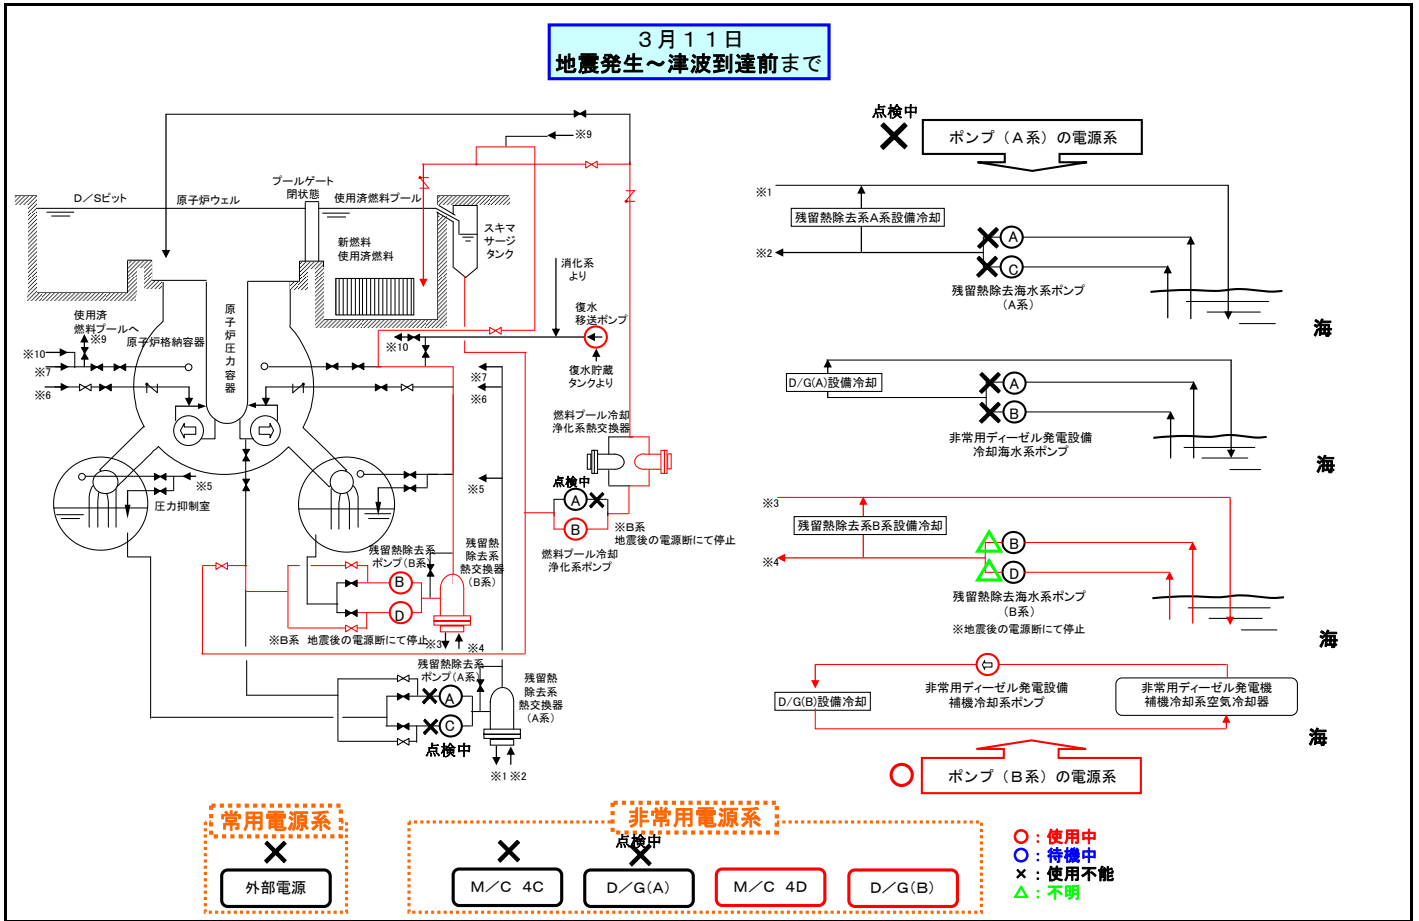 3月11日
地震発生～津波到達前まで
D／Sピット
原子炉ウェル
プールゲート
閉状態
使用済燃料プール
スキマ
サージ
タンク
新燃料
使用済燃料
※9
消化系
より
復水
移送ポンプ
※10
復水貯蔵
タンクより
使用済
燃料プールへ
※9
原子炉格納容器
原子炉圧力容器
※10
※7
※6
※7
※6
※5
※5
圧力抑制室
燃料プール冷却
浄化系熱交換器
点検中
A
B
※B系
地震後の電源断にて停止
燃料プール冷却
浄化系ポンプ
残留熱除去系
ポンプ(B系)
B
D
残留熱
除去系
熱交換器
(B系)
※B系 地震後の電源断にて停止
※3
※4
残留熱除去系
ポンプ(A系)
A
C
点検中
残留熱
除去系
熱交換器
(A系)
※1 ※2
点検中
ポンプ（A系）の電源系
※1
残留熱除去系A系設備冷却
※2
A
C
残留熱除去海水系ポンプ
(A系)
海
D/G(A)設備冷却
A
B
非常用ディーゼル発電設備
冷却海水系ポンプ
海
※3
残留熱除去系B系設備冷却
※4
B
D
残留熱除去海水系ポンプ
(B系)
※地震後の電源断にて停止
海
D/G(B)設備冷却
非常用ディーゼル発電設備
補機冷却系ポンプ
非常用ディーゼル発電機
補機冷却系空気冷却器
海
ポンプ（B系）の電源系
常用電源系
外部電源
非常用電源系
点検中
M／C 4C
D／G(A)
M／C 4D
D／G(B)
○：使用中
○：待機中
×：使用不能
△：不明